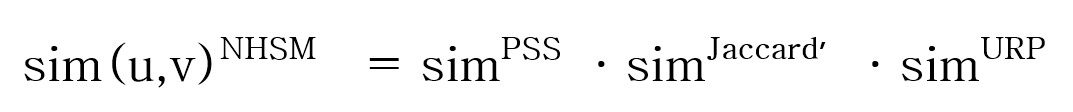 sim(u,v)^NHSM = sim^PSS · sim^Jaccard′ · sim^URP